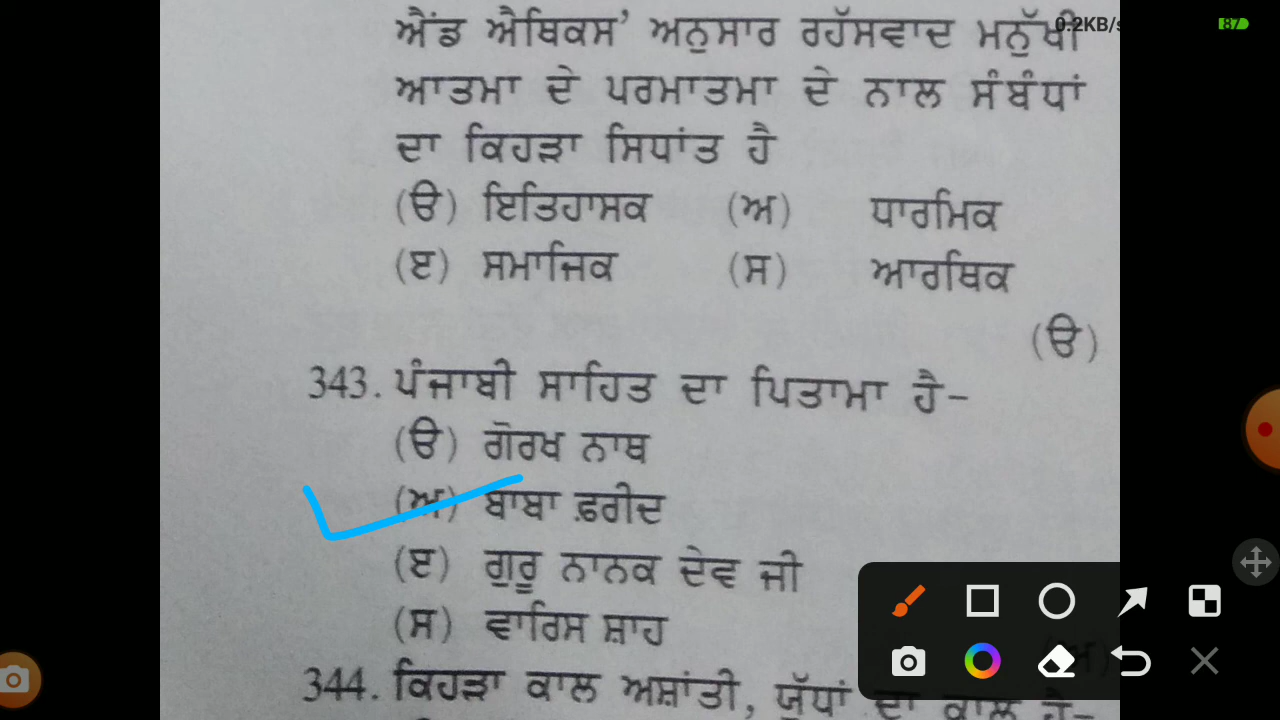 0.2KB/s
87
ਐਂਡ ਐਥਿਕਸ' ਅਨੁਸਾਰ ਰਹੱਸਵਾਦ ਮਨੁੱਖੀ
ਆਤਮਾ ਦੇ ਪਰਮਾਤਮਾ ਦੇ ਨਾਲ ਸੰਬੰਧਾਂ
ਦਾ ਕਿਹੜਾ ਸਿਧਾਂਤ ਹੈ
(ੳ) ਇਤਿਹਾਸਕ (ਅ) ਧਾਰਮਿਕ
(ੲ) ਸਮਾਜਿਕ (ਸ) ਆਰਥਿਕ
(ੳ)
343. ਪੰਜਾਬੀ ਸਾਹਿਤ ਦਾ ਪਿਤਾਮਾ ਹੈ-
(ੳ) ਗੋਰਖ ਨਾਥ
(ਅ) ਬਾਬਾ ਫ਼ਰੀਦ
(ੲ) ਗੁਰੂ ਨਾਨਕ ਦੇਵ ਜੀ
(ਸ) ਵਾਰਿਸ ਸ਼ਾਹ
(ਅ)
344. ਕਿਹੜਾ ਕਾਲ ਅਸ਼ਾਂਤੀ, ਯੁੱਧਾਂ ਦਾ ਕਾਲ ਹੈ-